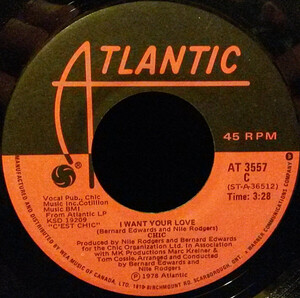 ATLANTIC
45 RPM
Vocal Pub., Chic
Music Inc. Cotillion
Music BMI
From Atlantic LP
KSD 19209
"C'EST CHIC"
AT 3557
C
(ST-A-36512)
Time: 3:28
I WANT YOUR LOVE
(Bernard Edwards and Nile Rodgers)
CHIC
Produced by Nile Rodgers and Bernard Edwards
for the Chic Organization Ltd. In Association
with MK Productions Marc Kreiner &
Tom Cossie, Arranged and Conducted
by Bernard Edwards and
Nile Rodgers
℗ 1978 Atlantic
MANUFACTURED AND DISTRIBUTED BY WEA MUSIC OF CANADA, LTD. 1810 BIRCHMOUNT RD. SCARBOROUGH, ONT. A WARNER COMMUNICATIONS COMPANY